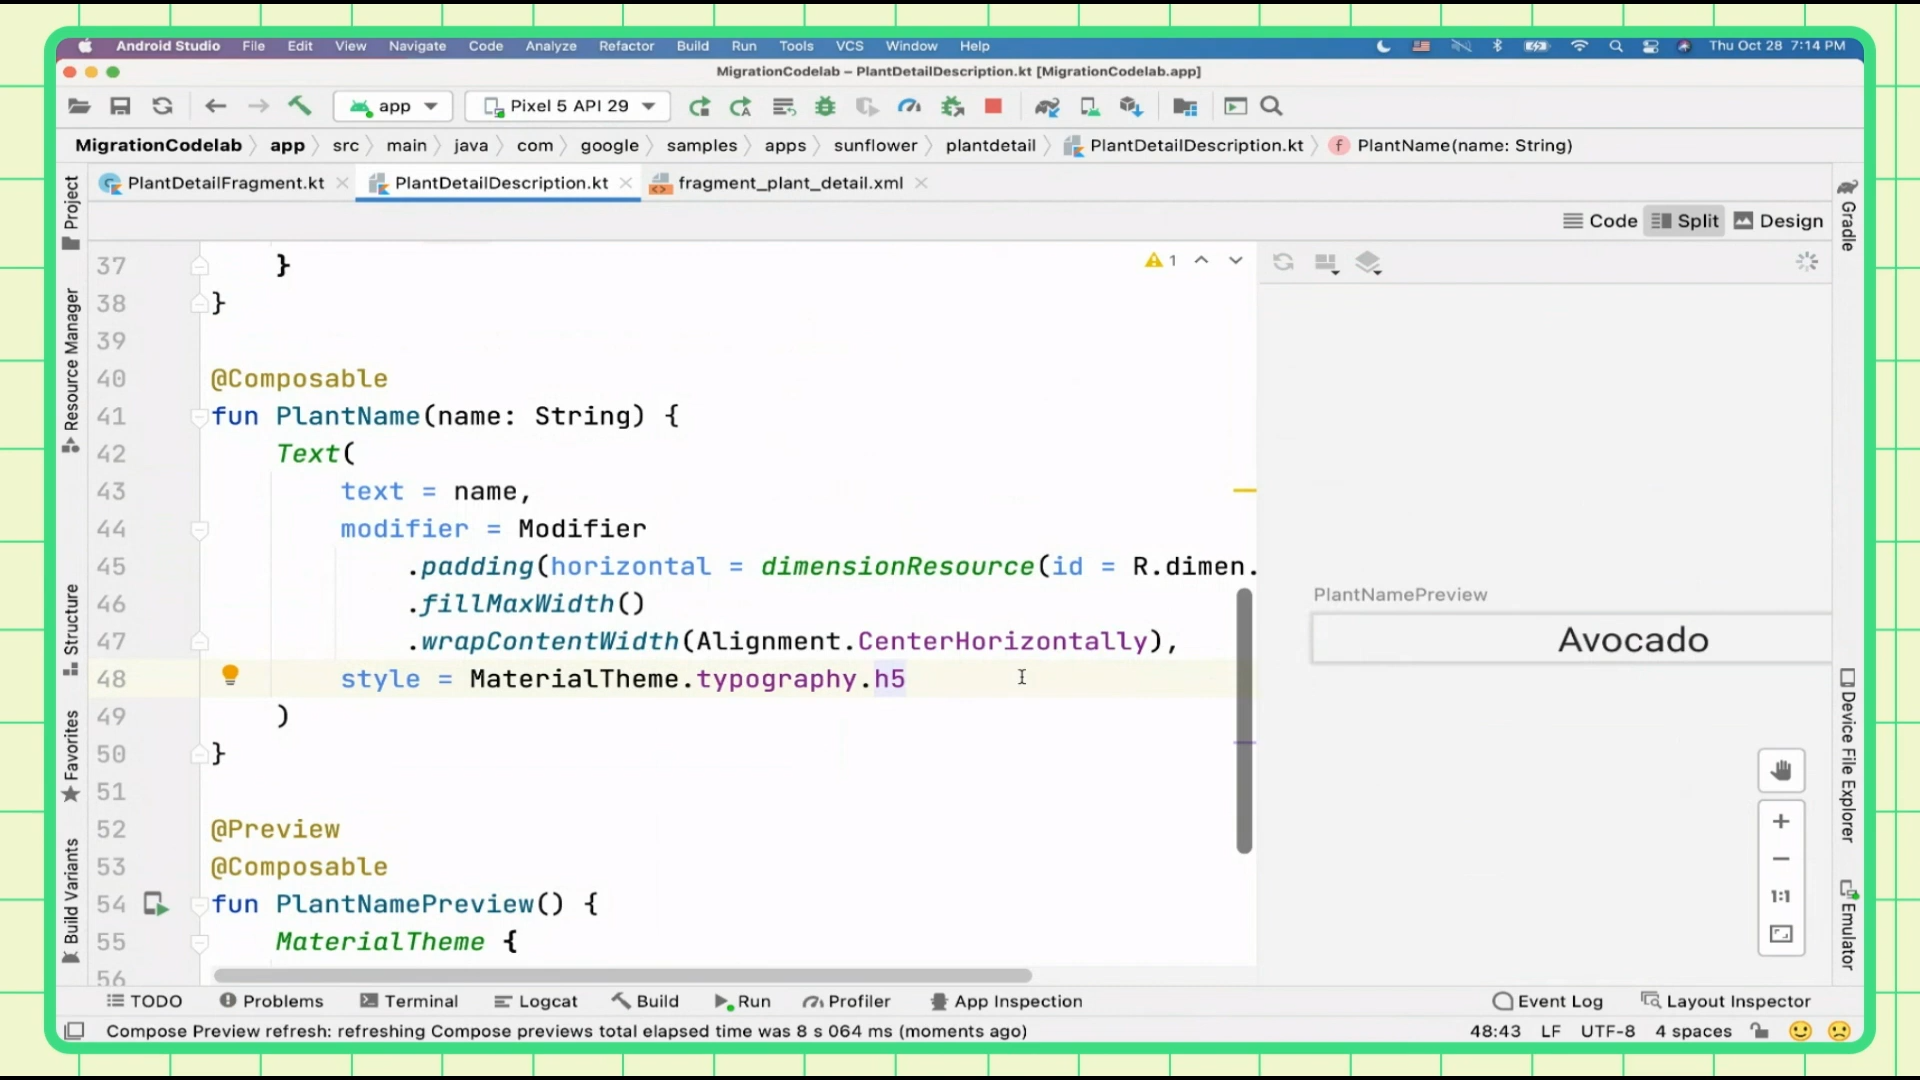 Android Studio File Edit View Navigate Code Analyze Refactor Build Run Tools VCS Window Help Thu Oct 28 7:14 PM
MigrationCodelab – PlantDetailDescription.kt [MigrationCodelab.app]
app Pixel 5 API 29
MigrationCodelab app src main java com google samples apps sunflower plantdetail PlantDetailDescription.kt f PlantName(name: String)
PlantDetailFragment.kt PlantDetailDescription.kt fragment_plant_detail.xml
Code Split Design
Project
Resource Manager
Structure
Favorites
Build Variants
1
37 }
38 }
39
40 @Composable
41 fun PlantName(name: String) {
42 Text(
43 text = name,
44 modifier = Modifier
45 .padding(horizontal = dimensionResource(id = R.dimen.
46 .fillMaxWidth()
47 .wrapContentWidth(Alignment.CenterHorizontally),
48 style = MaterialTheme.typography.h5
49 )
50 }
51
52 @Preview
53 @Composable
54 fun PlantNamePreview() {
55 MaterialTheme {
56
PlantNamePreview
Avocado
1:1
Gradle
Device File Explorer
Emulator
TODO Problems Terminal Logcat Build Run Profiler App Inspection Event Log Layout Inspector
Compose Preview refresh: refreshing Compose previews total elapsed time was 8 s 064 ms (moments ago) 48:43 LF UTF-8 4 spaces